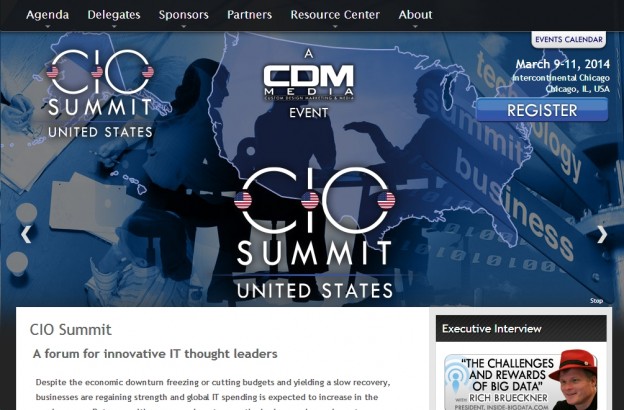 Agenda Delegates Sponsors Partners Resource Center About
EVENTS CALENDAR
CIO
SUMMIT
UNITED STATES
A
CDM
MEDIA
CUSTOM DESIGN MARKETING & MEDIA
EVENT
March 9-11, 2014
Intercontinental Chicago
Chicago, IL, USA
REGISTER
technology
summit
business
CIO
SUMMIT
UNITED STATES
Stop
CIO Summit
A forum for innovative IT thought leaders
Despite the economic downturn freezing or cutting budgets and yielding a slow recovery,
businesses are regaining strength and global IT spending is expected to increase in the
Executive Interview
"THE CHALLENGES
AND REWARDS
OF BIG DATA"
WITH RICH BRUECKNER
PRESIDENT, INSIDE-BIGDATA.COM